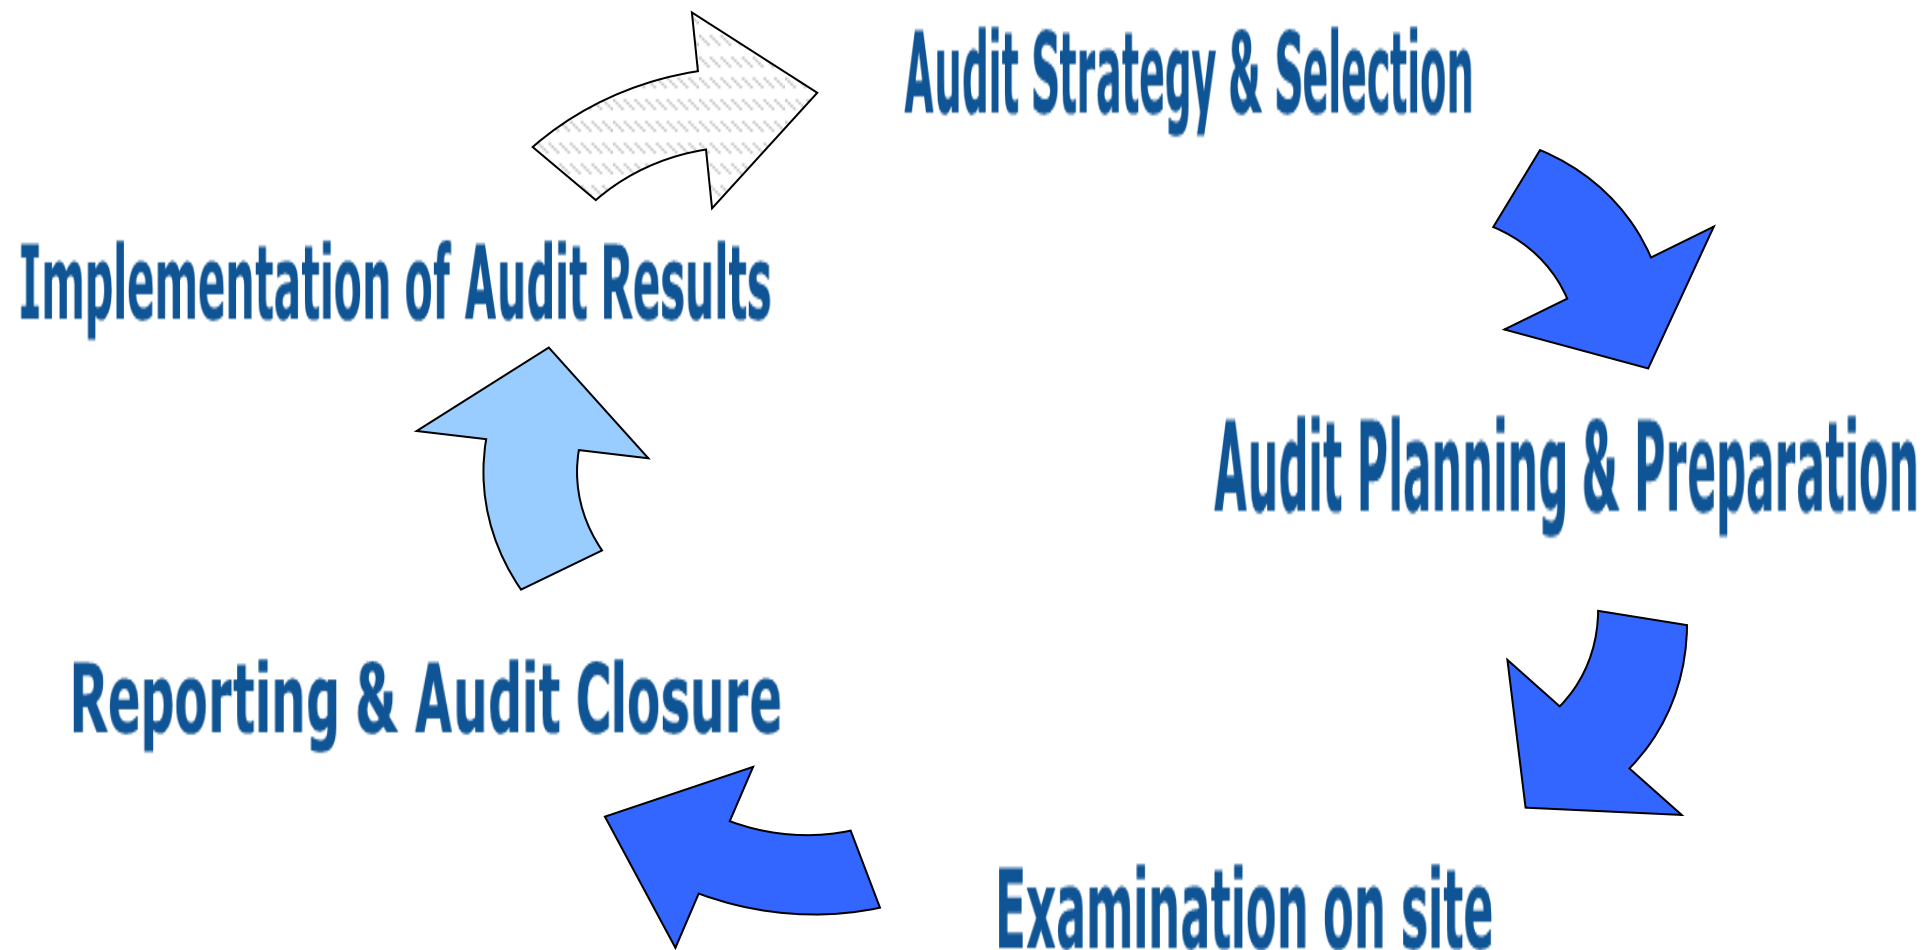 Audit Strategy & Selection
Implementation of Audit Results
Audit Planning & Preparation
Reporting & Audit Closure
Examination on site